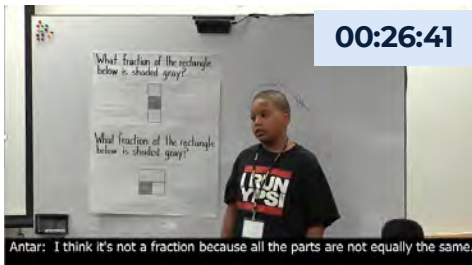 00:26:41
What fraction of the rectangle
below is shaded gray?
What fraction of the rectangle
below is shaded gray?
I RUN
YPSI
Antar: I think it's not a fraction because all the parts are not equally the same.